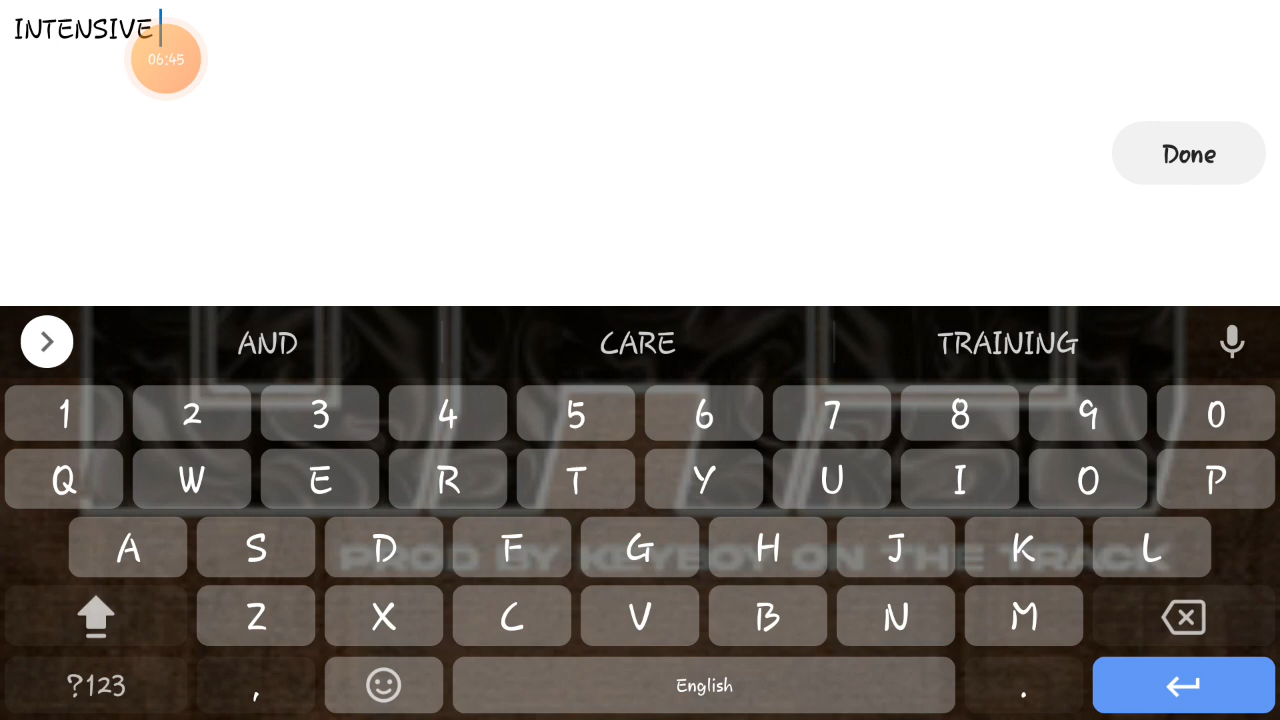 INTENSIVE
06:45
Done
AND CARE TRAINING
1 2 3 4 5 6 7 8 9 0
Q W E R T Y U I O P
A S D F G H J K L
PROD BY KEYBOY ON THE TRACK
Z X C V B N M
?123 , English .